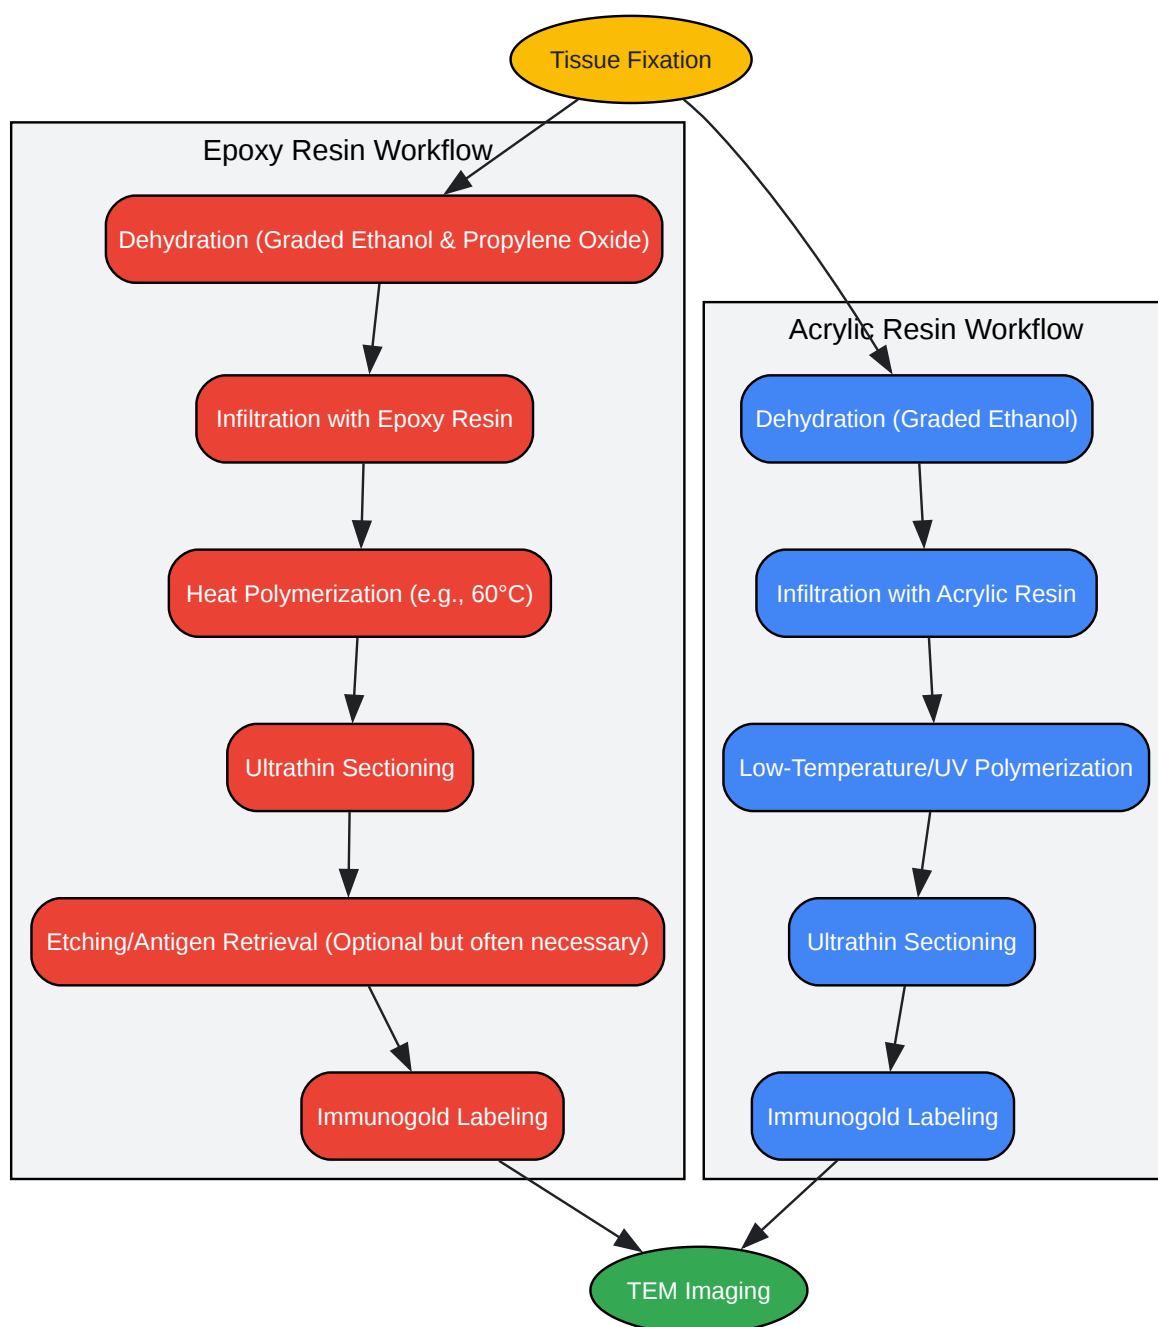 Tissue Fixation
Epoxy Resin Workflow
Dehydration (Graded Ethanol & Propylene Oxide)
Infiltration with Epoxy Resin
Heat Polymerization (e.g., 60°C)
Ultrathin Sectioning
Etching/Antigen Retrieval (Optional but often necessary)
Immunogold Labeling
Acrylic Resin Workflow
Dehydration (Graded Ethanol)
Infiltration with Acrylic Resin
Low-Temperature/UV Polymerization
Ultrathin Sectioning
Immunogold Labeling
TEM Imaging